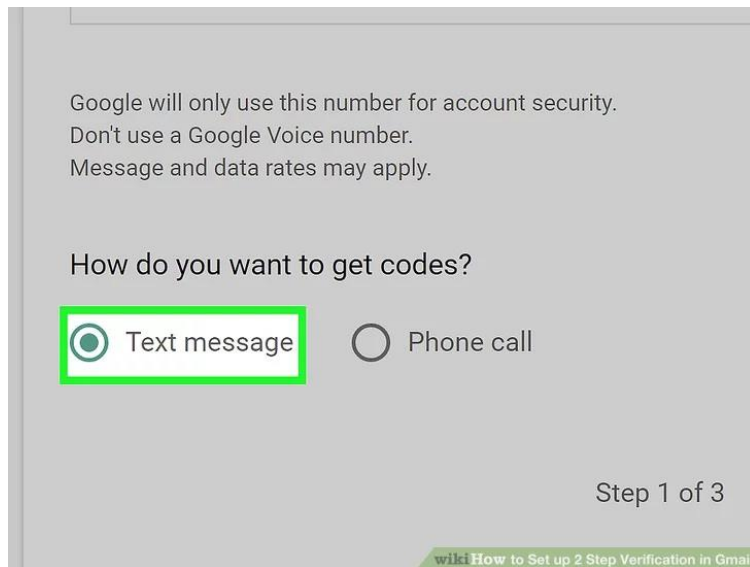 Google will only use this number for account security.
Don't use a Google Voice number.
Message and data rates may apply.
How do you want to get codes?
Text message
Phone call
Step 1 of 3
wikiHow to Set up 2 Step Verification in Gmai